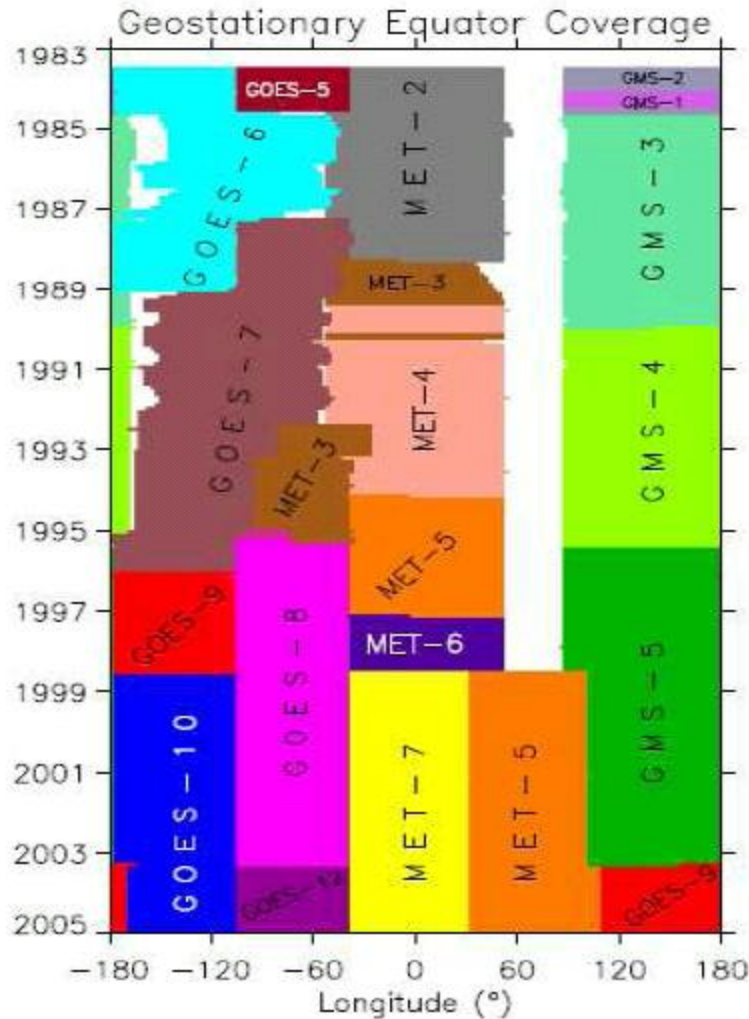 Geostationary Equator Coverage
1983
1985
1987
1989
1991
1993
1995
1997
1999
2001
2003
2005
GOES-5
GOES-6
MET-2
GMS-2
GMS-1
GMS-3
MET-3
GOES-7
MET-4
GMS-4
MET-3
MET-5
GOES-9
GOES-8
MET-6
GMS-5
GOES-10
MET-7
MET-5
GOES-12
GOES-9
-180 -120 -60 0 60 120 180
Longitude (°)